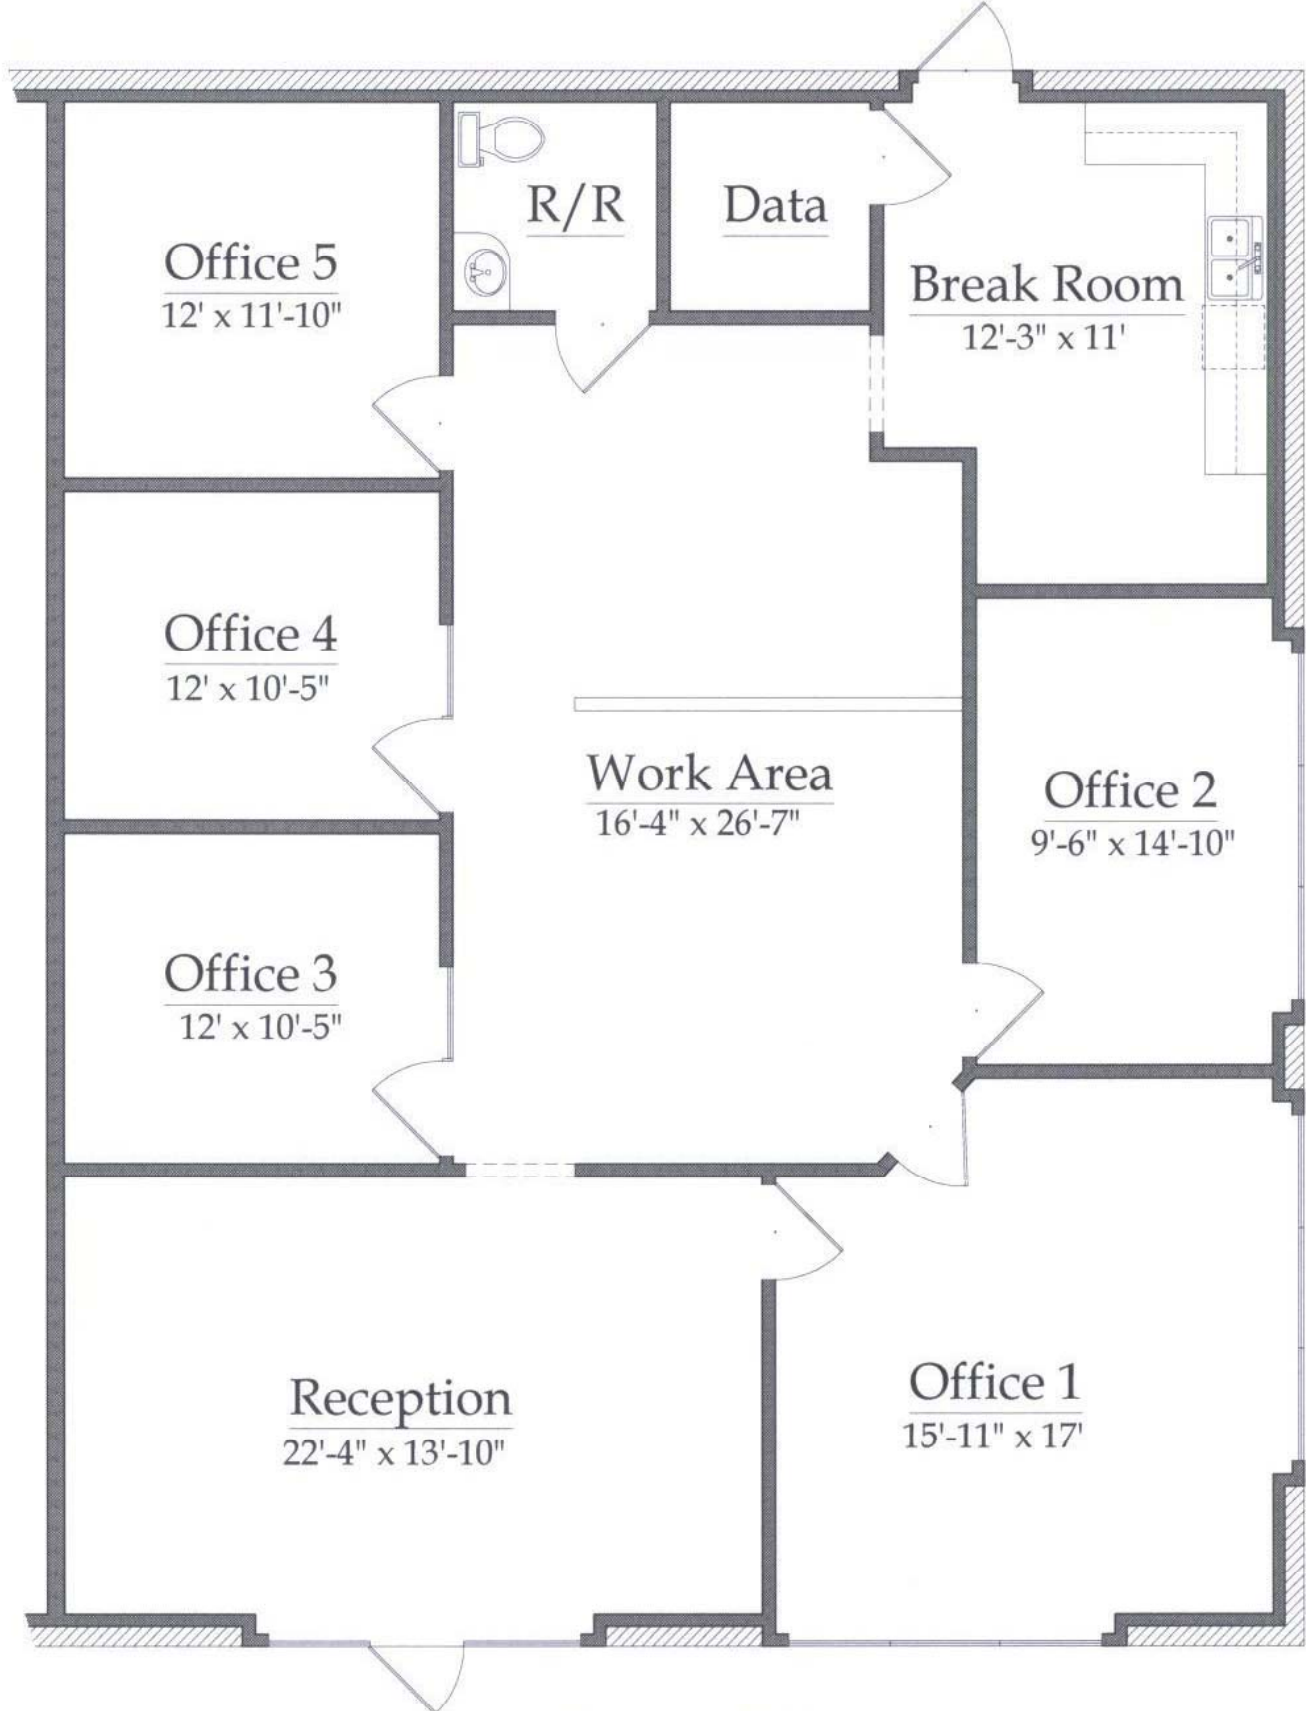 R/R
Data
Office 5
12' x 11'-10"
Break Room
12'-3" x 11'
Office 4
12' x 10'-5"
Work Area
16'-4" x 26'-7"
Office 2
9'-6" x 14'-10"
Office 3
12' x 10'-5"
Office 1
15'-11" x 17'
Reception
22'-4" x 13'-10"